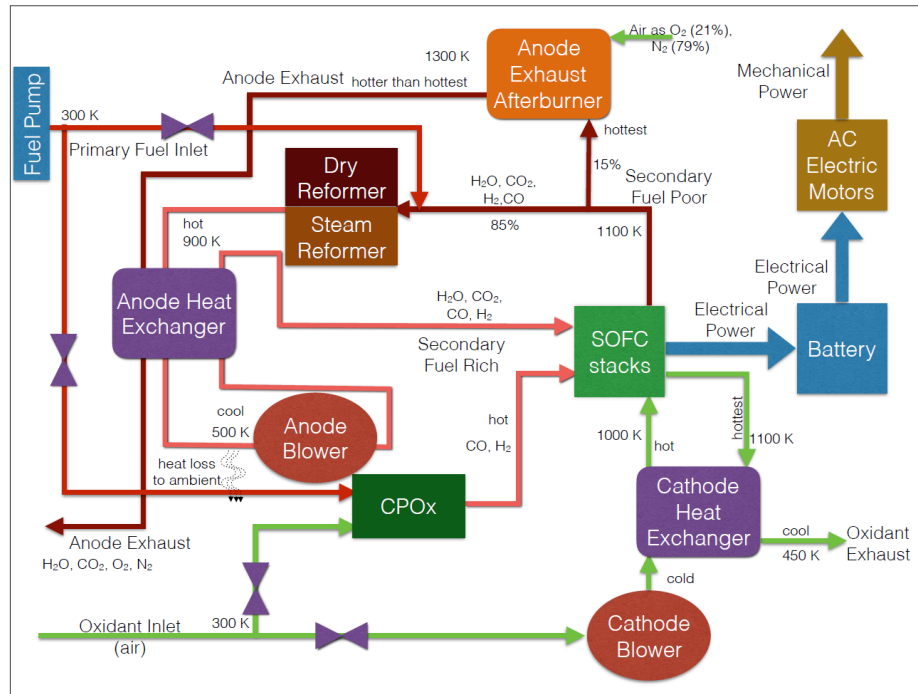 Fuel Pump
300 K
Primary Fuel Inlet
Anode Exhaust
1300 K
hotter than hottest
Anode
Exhaust
Afterburner
Air as O₂ (21%),
N₂ (79%)
hottest
15%
Secondary
Fuel Poor
Mechanical
Power
AC
Electric
Motors
Dry
Reformer
Steam
Reformer
H₂O, CO₂,
H₂,CO
85%
1100 K
hot
900 K
Anode Heat
Exchanger
H₂O, CO₂,
CO, H₂
Secondary
Fuel Rich
SOFC
stacks
Electrical
Power
Electrical
Power
Battery
cool
500 K
Anode
Blower
heat loss
to ambient
hot
CO, H₂
1000 K
hot
hottest
1100 K
CPOx
Cathode
Heat
Exchanger
cool
450 K
Oxidant
Exhaust
Anode Exhaust
H₂O, CO₂, O₂, N₂
cold
Oxidant Inlet
(air)
300 K
Cathode
Blower